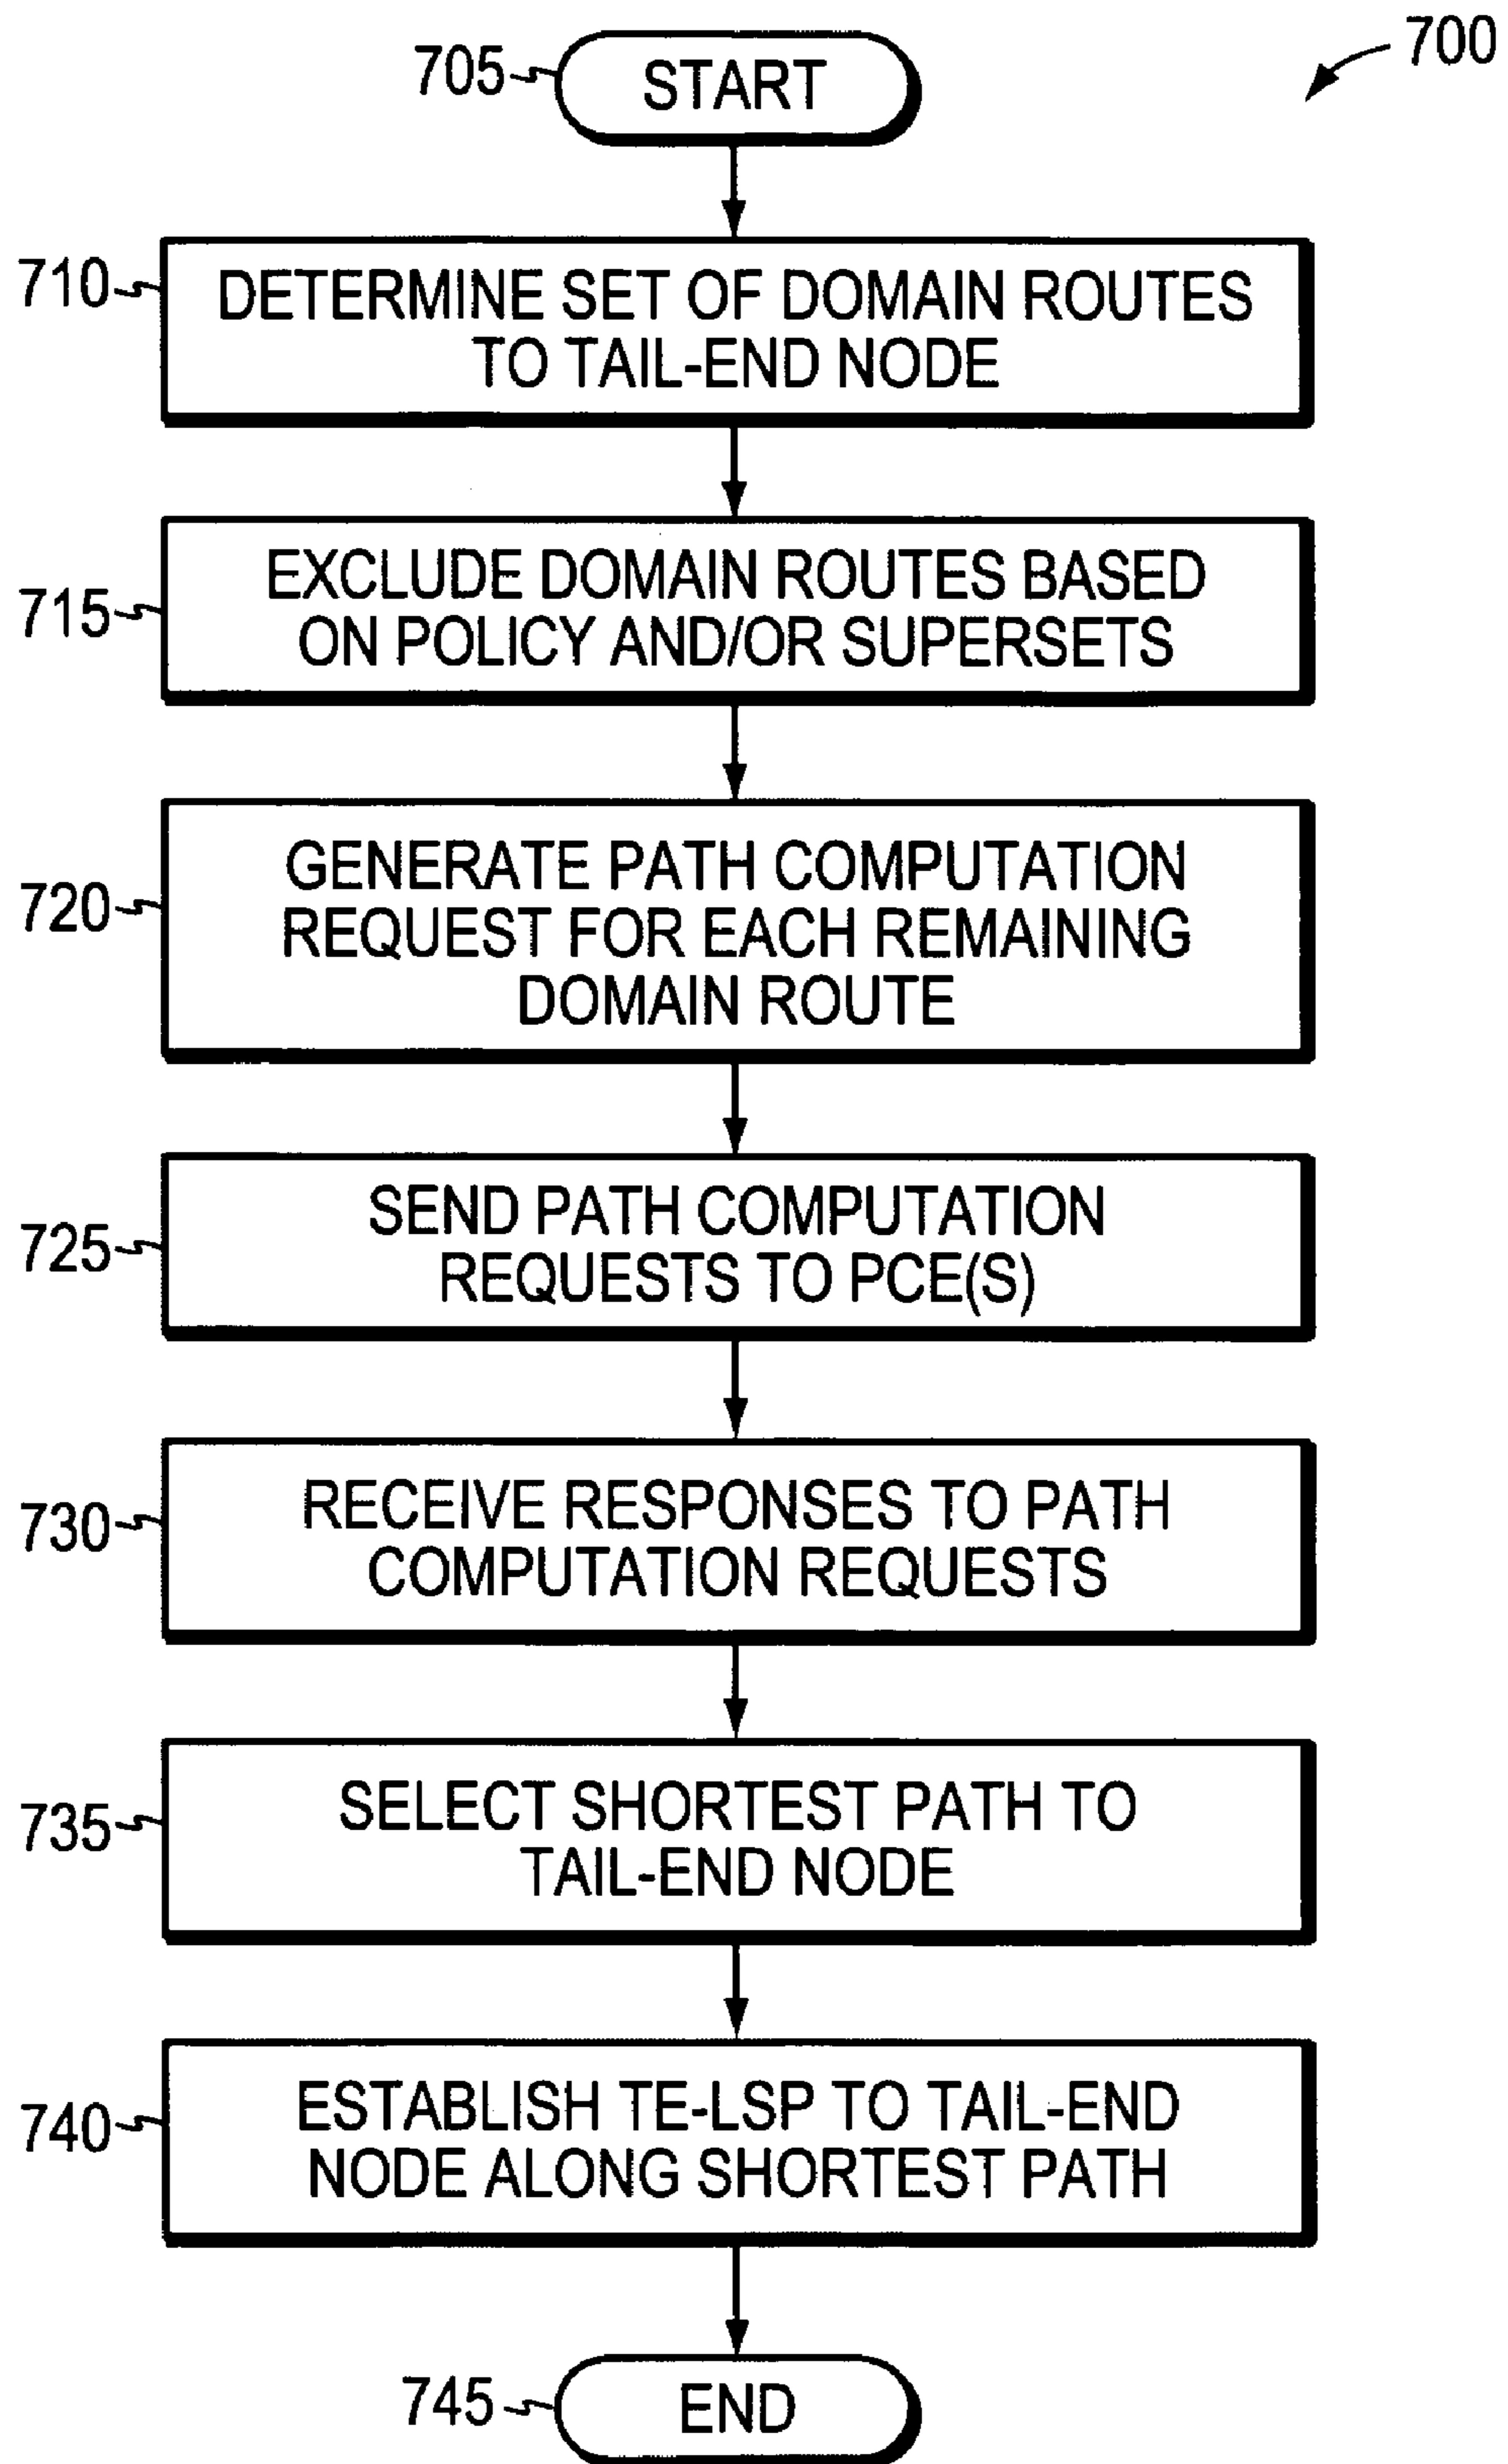 700
705
START
710
DETERMINE SET OF DOMAIN ROUTES
TO TAIL-END NODE
715
EXCLUDE DOMAIN ROUTES BASED
ON POLICY AND/OR SUPERSETS
720
GENERATE PATH COMPUTATION
REQUEST FOR EACH REMAINING
DOMAIN ROUTE
725
SEND PATH COMPUTATION
REQUESTS TO PCE(S)
730
RECEIVE RESPONSES TO PATH
COMPUTATION REQUESTS
735
SELECT SHORTEST PATH TO
TAIL-END NODE
740
ESTABLISH TE-LSP TO TAIL-END
NODE ALONG SHORTEST PATH
745
END